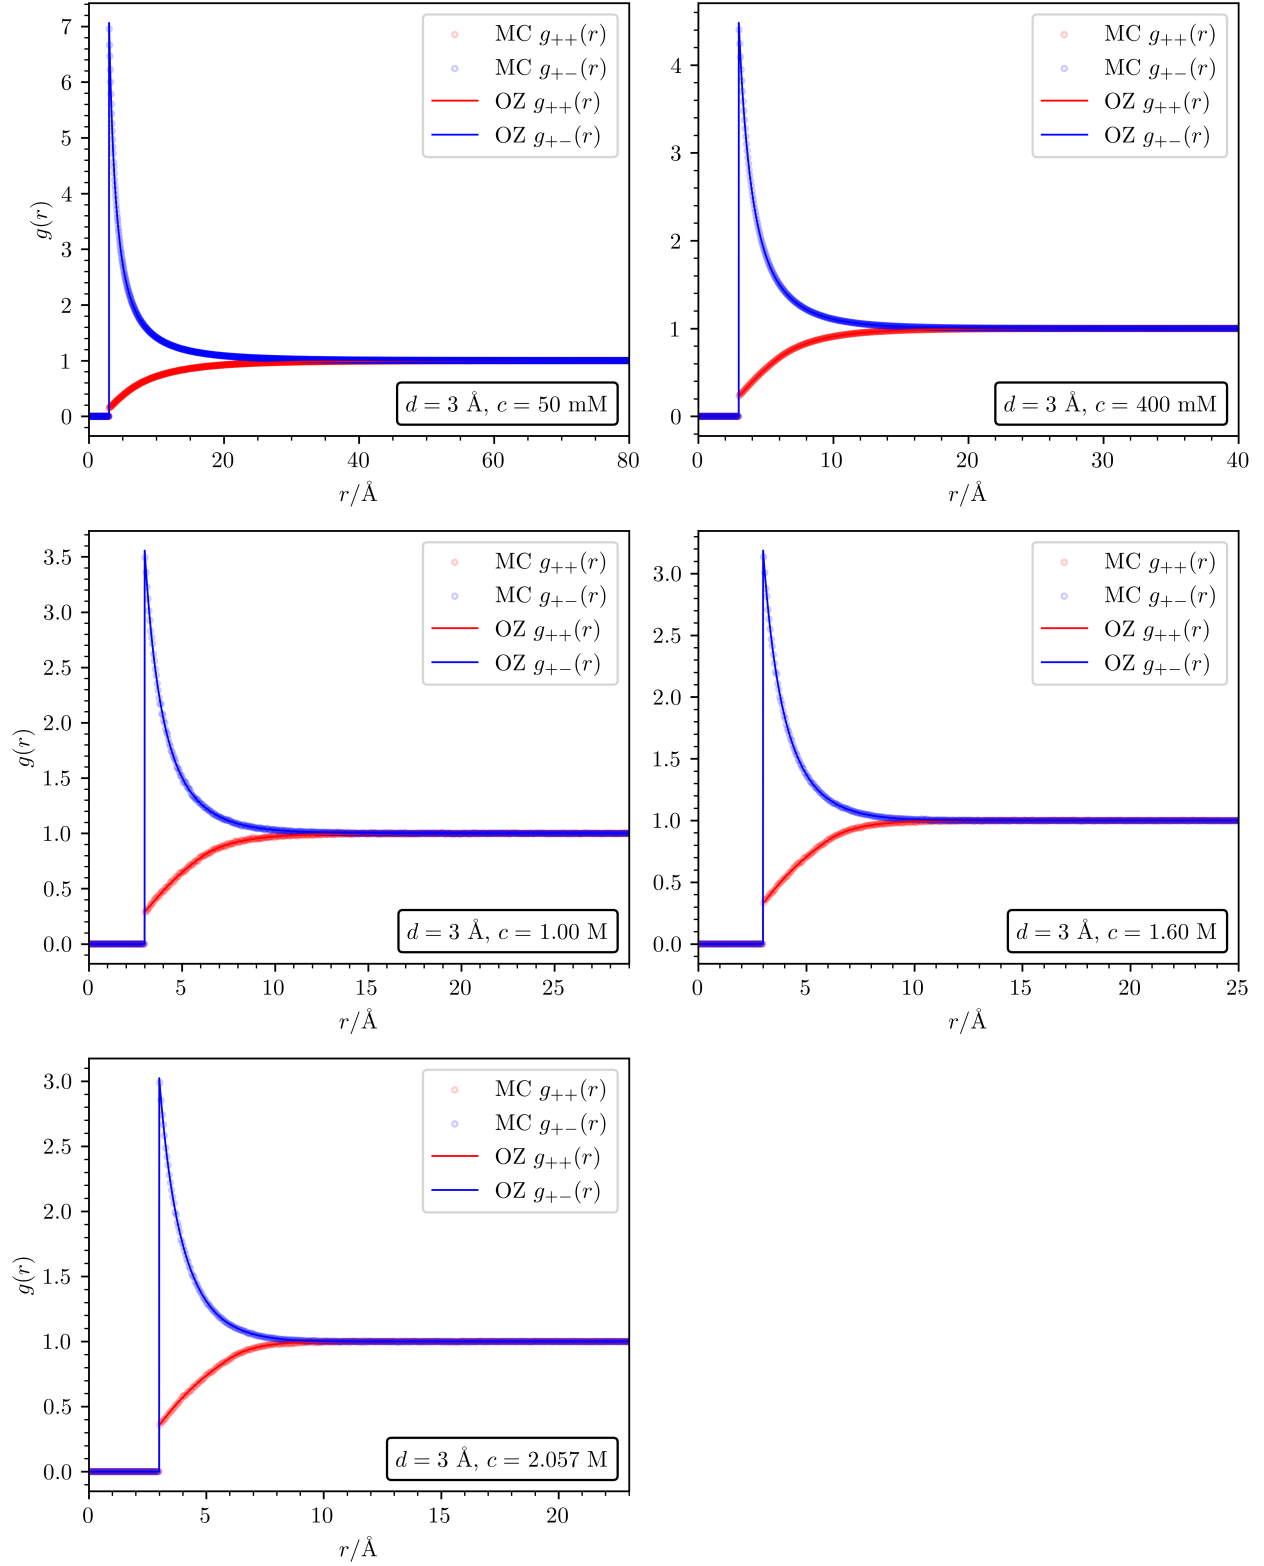 7
6
5
4
3
2
1
0
g(r)
MC g₊₊(r)
MC g₊₋(r)
OZ g₊₊(r)
OZ g₊₋(r)
d = 3 Å, c = 50 mM
0 20 40 60 80
r/Å
4
3
2
1
0
MC g₊₊(r)
MC g₊₋(r)
OZ g₊₊(r)
OZ g₊₋(r)
d = 3 Å, c = 400 mM
0 10 20 30 40
r/Å
3.5
3.0
2.5
2.0
1.5
1.0
0.5
0.0
g(r)
MC g₊₊(r)
MC g₊₋(r)
OZ g₊₊(r)
OZ g₊₋(r)
d = 3 Å, c = 1.00 M
0 5 10 15 20 25
r/Å
3.0
2.5
2.0
1.5
1.0
0.5
0.0
MC g₊₊(r)
MC g₊₋(r)
OZ g₊₊(r)
OZ g₊₋(r)
d = 3 Å, c = 1.60 M
0 5 10 15 20 25
r/Å
3.0
2.5
2.0
1.5
1.0
0.5
0.0
g(r)
MC g₊₊(r)
MC g₊₋(r)
OZ g₊₊(r)
OZ g₊₋(r)
d = 3 Å, c = 2.057 M
0 5 10 15 20
r/Å